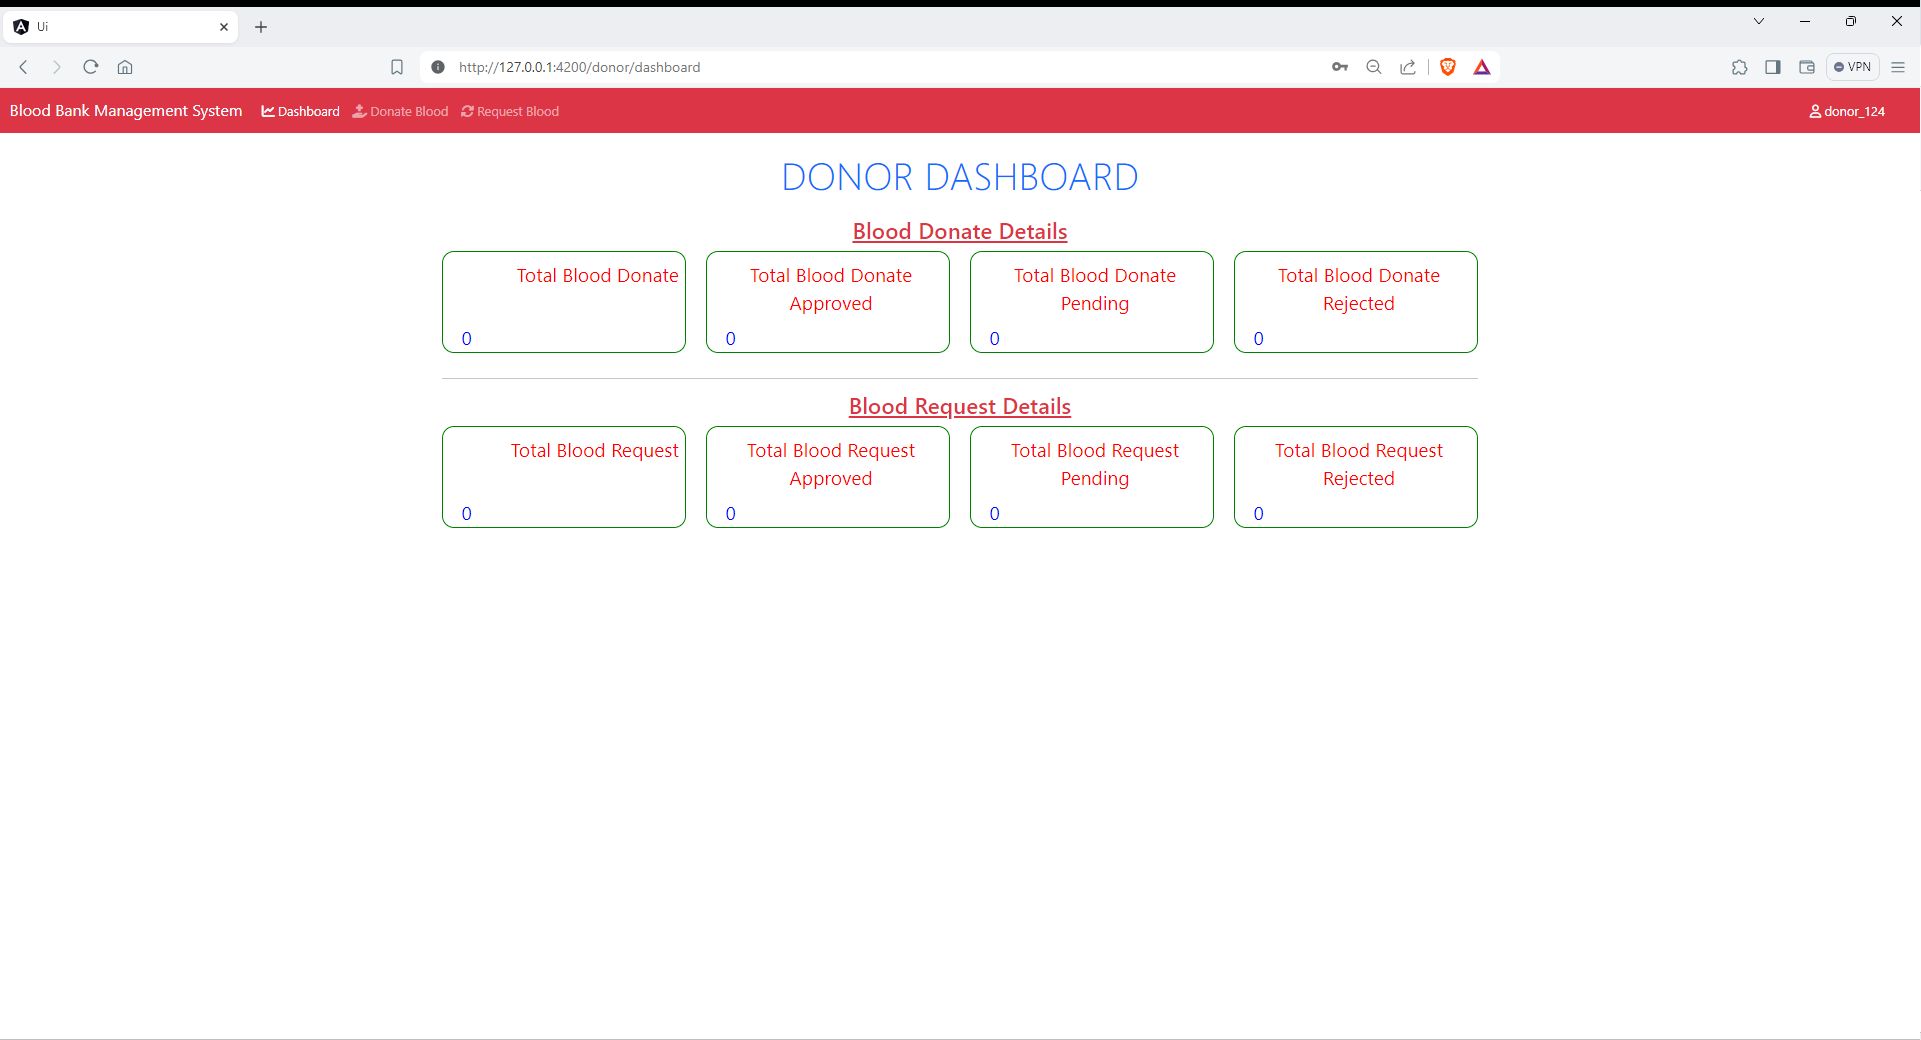 Ui
http://127.0.0.1:4200/donor/dashboard
VPN
Blood Bank Management System Dashboard Donate Blood Request Blood donor_124
DONOR DASHBOARD
Blood Donate Details
Total Blood Donate
0
Total Blood Donate
Approved
0
Total Blood Donate
Pending
0
Total Blood Donate
Rejected
0
Blood Request Details
Total Blood Request
0
Total Blood Request
Approved
0
Total Blood Request
Pending
0
Total Blood Request
Rejected
0